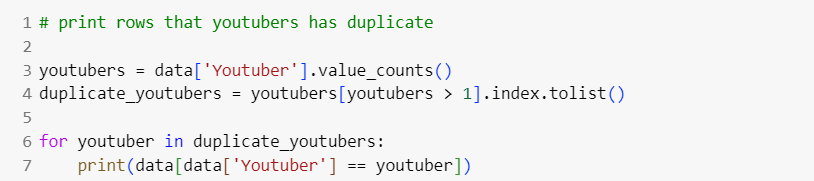 1 # print rows that youtubers has duplicate
2
3 youtubers = data['Youtuber'].value_counts()
4 duplicate_youtubers = youtubers[youtubers > 1].index.tolist()
5
6 for youtuber in duplicate_youtubers:
7     print(data[data['Youtuber'] == youtuber])